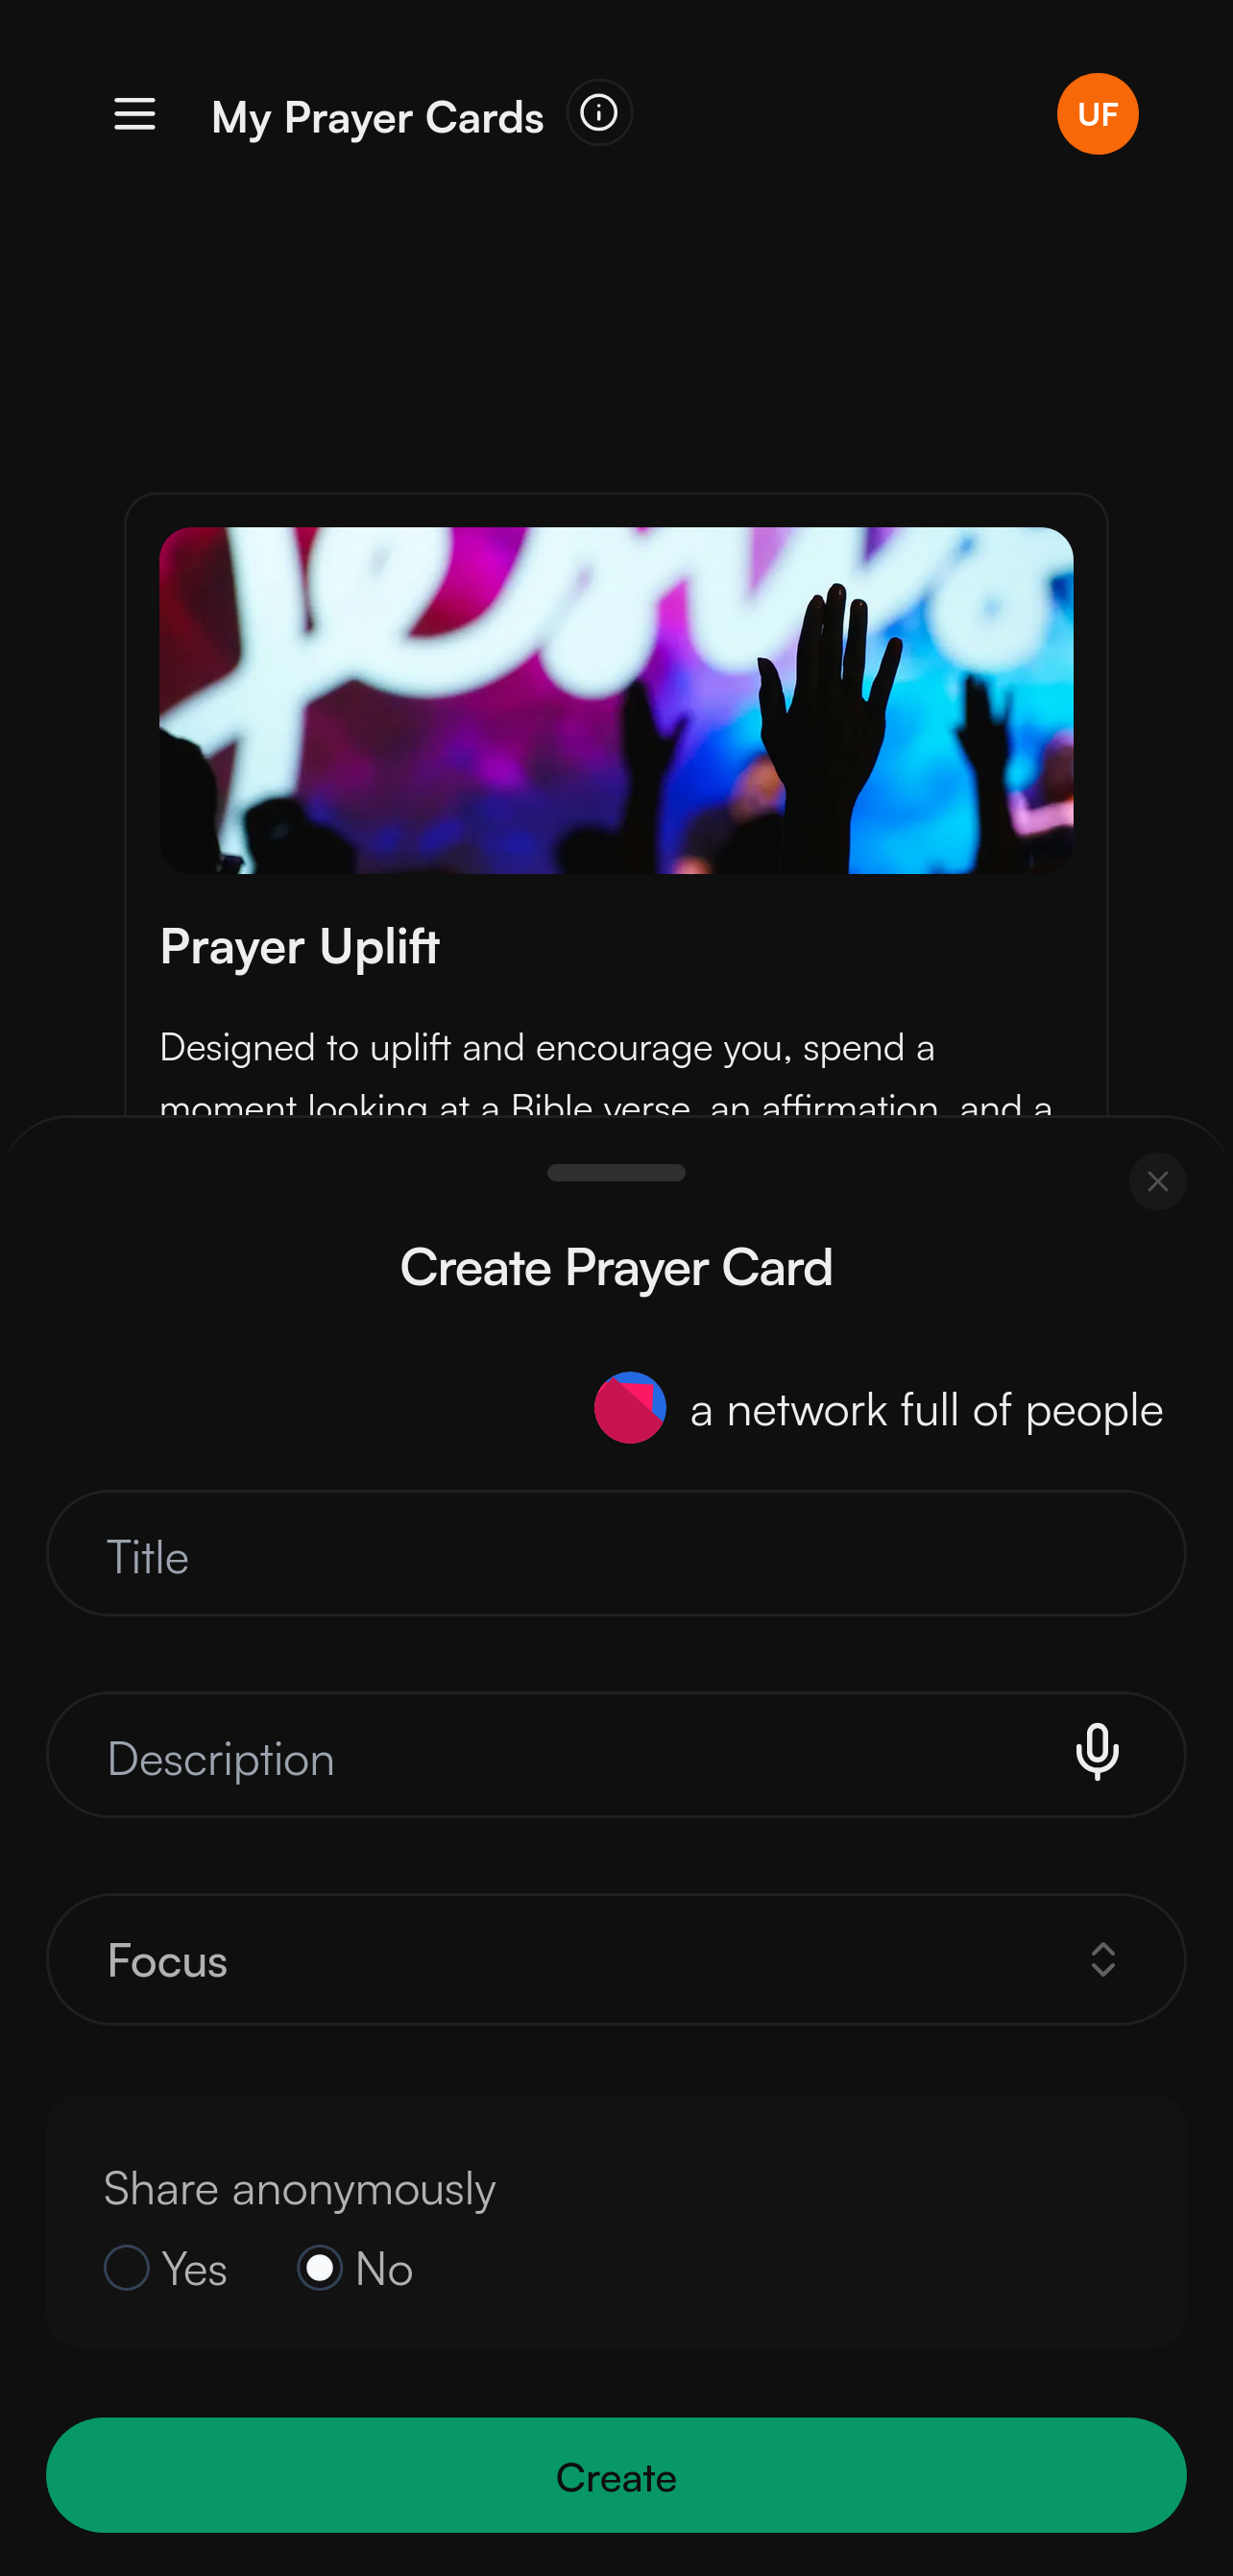 My Prayer Cards
UF
Jesus
Prayer Uplift
Designed to uplift and encourage you, spend a
moment looking at a Bible verse, an affirmation, and a
Create Prayer Card
a network full of people
Title
Description
Focus
Share anonymously
Yes No
Create